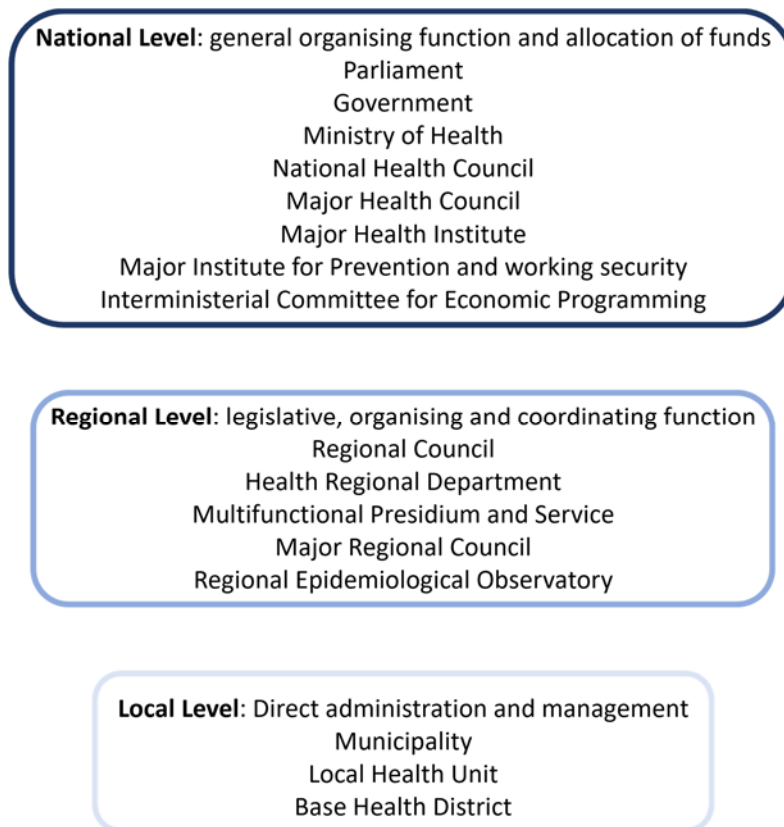 National Level: general organising function and allocation of funds
Parliament
Government
Ministry of Health
National Health Council
Major Health Council
Major Health Institute
Major Institute for Prevention and working security
Interministerial Committee for Economic Programming
Regional Level: legislative, organising and coordinating function
Regional Council
Health Regional Department
Multifunctional Presidium and Service
Major Regional Council
Regional Epidemiological Observatory
Local Level: Direct administration and management
Municipality
Local Health Unit
Base Health District